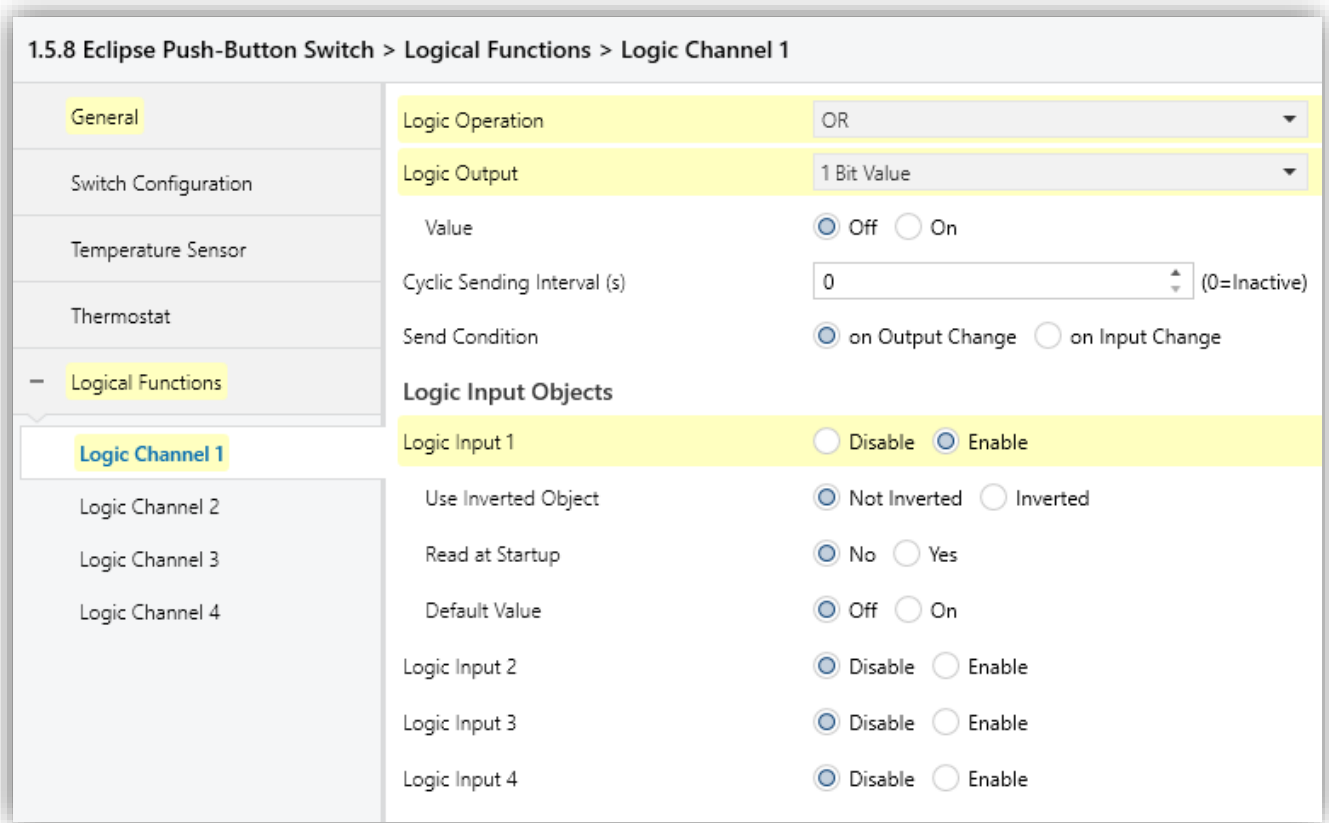 1.5.8 Eclipse Push-Button Switch > Logical Functions > Logic Channel 1
General
Switch Configuration
Temperature Sensor
Thermostat
Logical Functions
Logic Channel 1
Logic Channel 2
Logic Channel 3
Logic Channel 4
Logic Operation OR
Logic Output 1 Bit Value
Value Off On
Cyclic Sending Interval (s) 0 (0=Inactive)
Send Condition on Output Change on Input Change
Logic Input Objects
Logic Input 1 Disable Enable
Use Inverted Object Not Inverted Inverted
Read at Startup No Yes
Default Value Off On
Logic Input 2 Disable Enable
Logic Input 3 Disable Enable
Logic Input 4 Disable Enable